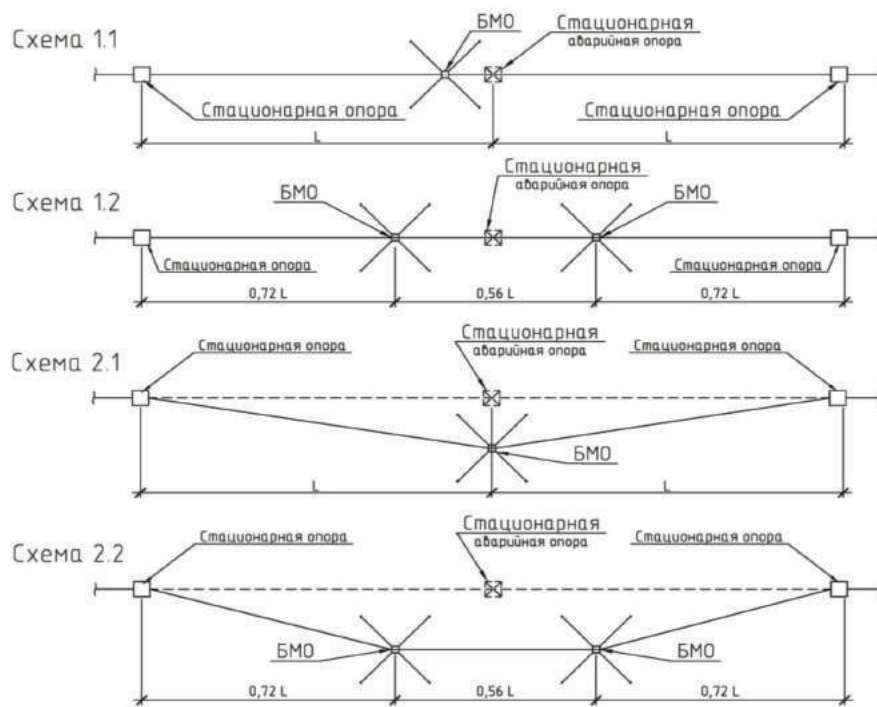 Схема 1.1
БМО
Стационарная
аварийная опора
Стационарная опора
Стационарная опора
L
L
Схема 1.2
БМО
Стационарная
аварийная опора
БМО
Стационарная опора
Стационарная опора
0,72 L
0,56 L
0,72 L
Схема 2.1
Стационарная опора
Стационарная
аварийная опора
Стационарная опора
БМО
L
L
Схема 2.2
Стационарная опора
Стационарная
аварийная опора
Стационарная опора
БМО
БМО
0,72 L
0,56 L
0,72 L